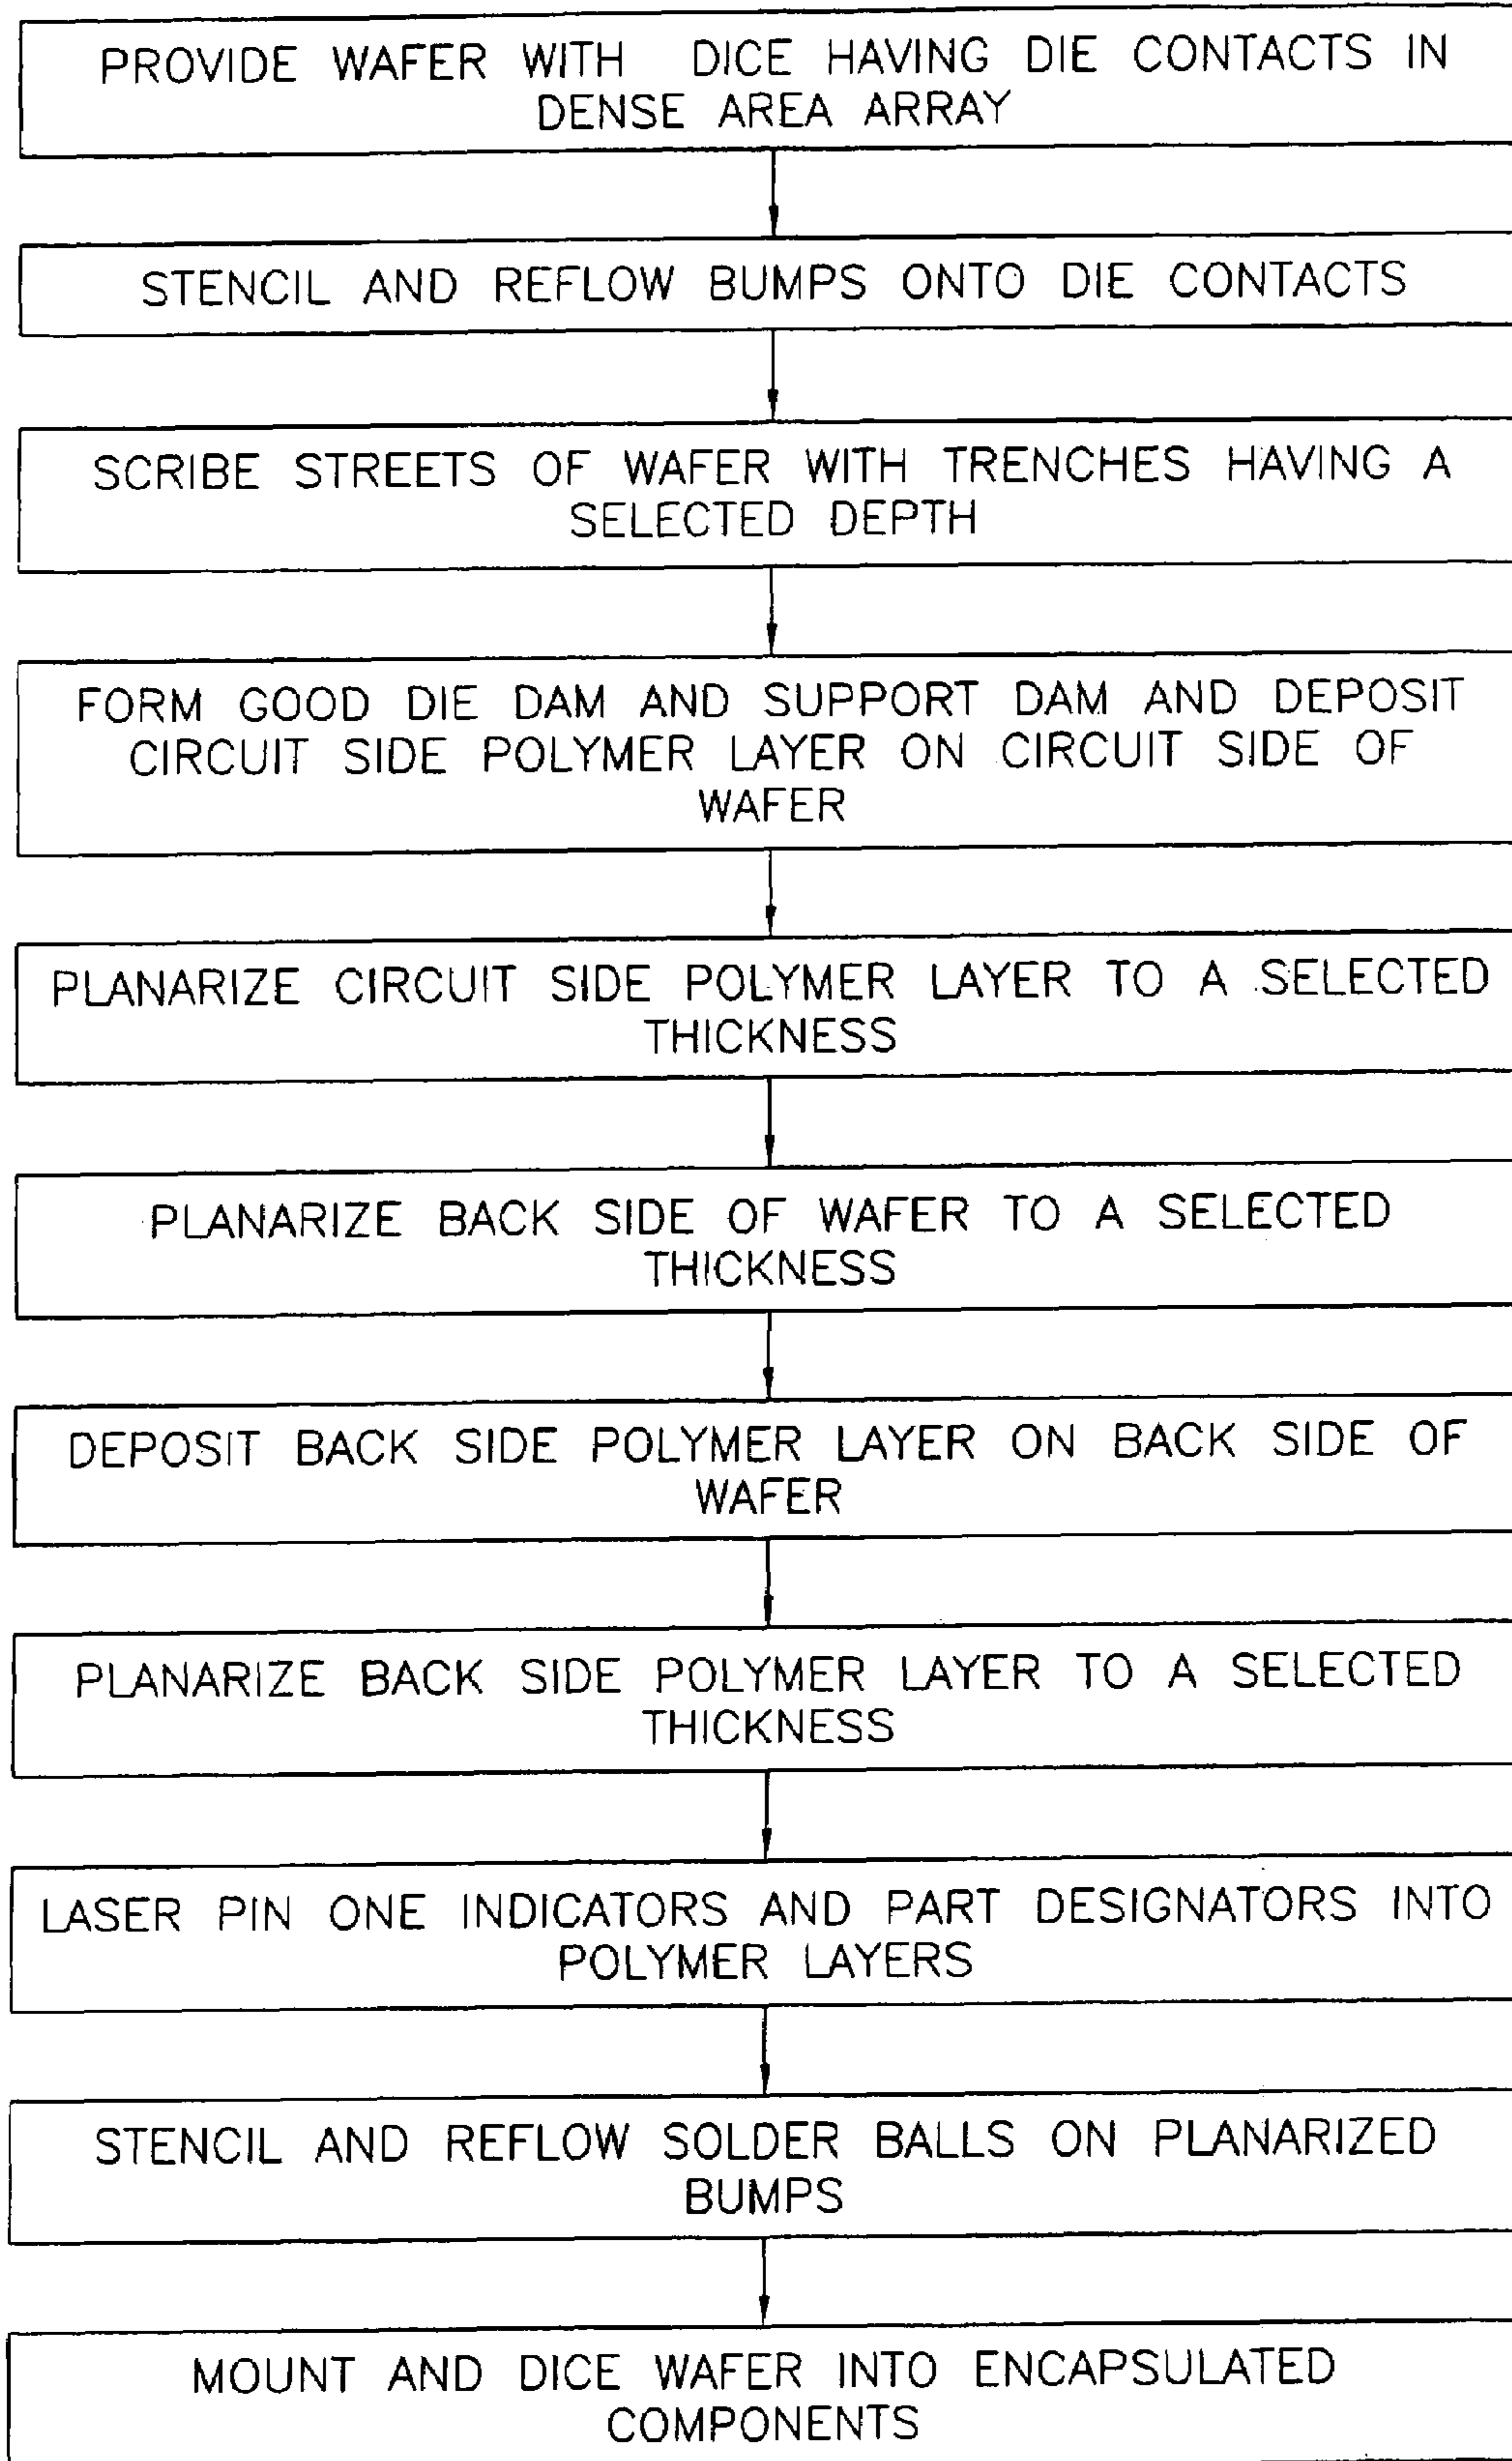 PROVIDE WAFER WITH DICE HAVING DIE CONTACTS IN
DENSE AREA ARRAY
STENCIL AND REFLOW BUMPS ONTO DIE CONTACTS
SCRIBE STREETS OF WAFER WITH TRENCHES HAVING A
SELECTED DEPTH
FORM GOOD DIE DAM AND SUPPORT DAM AND DEPOSIT
CIRCUIT SIDE POLYMER LAYER ON CIRCUIT SIDE OF
WAFER
PLANARIZE CIRCUIT SIDE POLYMER LAYER TO A SELECTED
THICKNESS
PLANARIZE BACK SIDE OF WAFER TO A SELECTED
THICKNESS
DEPOSIT BACK SIDE POLYMER LAYER ON BACK SIDE OF
WAFER
PLANARIZE BACK SIDE POLYMER LAYER TO A SELECTED
THICKNESS
LASER PIN ONE INDICATORS AND PART DESIGNATORS INTO
POLYMER LAYERS
STENCIL AND REFLOW SOLDER BALLS ON PLANARIZED
BUMPS
MOUNT AND DICE WAFER INTO ENCAPSULATED
COMPONENTS